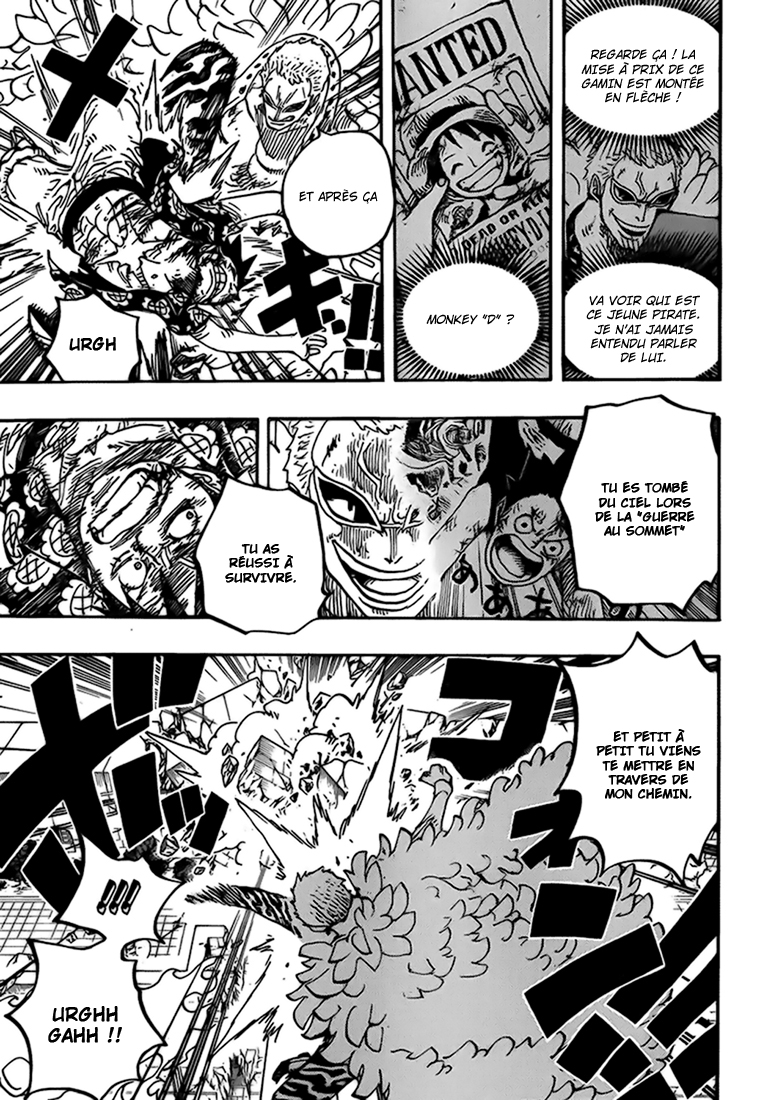 REGARDE ÇA ! LA
MISE À PRIX DE CE
GAMIN EST MONTÉE
EN FLÈCHE !
VA VOIR QUI EST
CE JEUNE PIRATE.
JE N'AI JAMAIS
ENTENDU PARLER
DE LUI.
WANTED
DEAD OR
MONKEY "D" ?
ET APRÈS ÇA
URGH
TU ES TOMBÉ
DU CIEL LORS
DE LA "GUERRE
AU SOMMET"
TU AS
RÉUSSI À
SURVIVRE.
ET PETIT À
PETIT TU VIENS
TE METTRE EN
TRAVERS DE
MON CHEMIN.
!!!
URGHH
GAHH !!